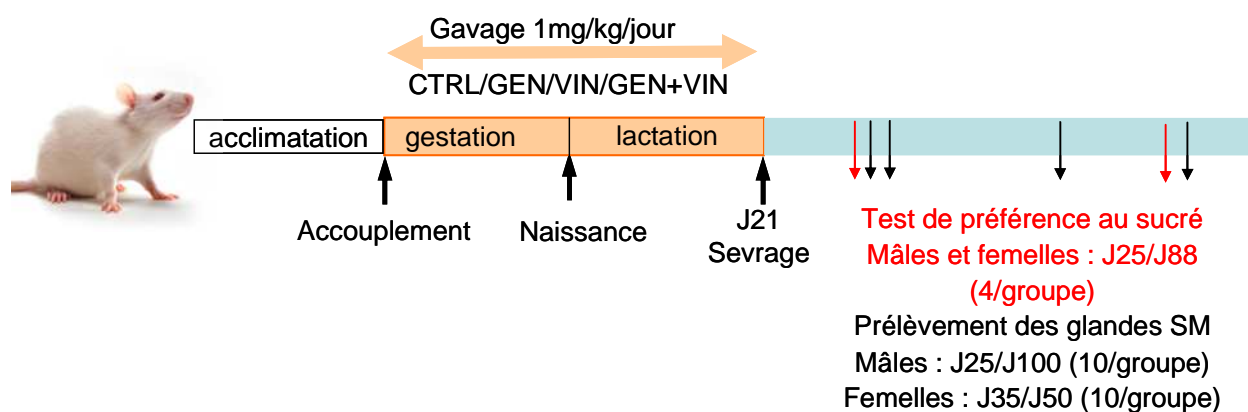 Gavage 1mg/kg/jour
CTRL/GEN/VIN/GEN+VIN
acclimatation
gestation
lactation
Accouplement
Naissance
J21
Sevrage
Test de préférence au sucré
Mâles et femelles : J25/J88
(4/groupe)
Prélèvement des glandes SM
Mâles : J25/J100 (10/groupe)
Femelles : J35/J50 (10/groupe)